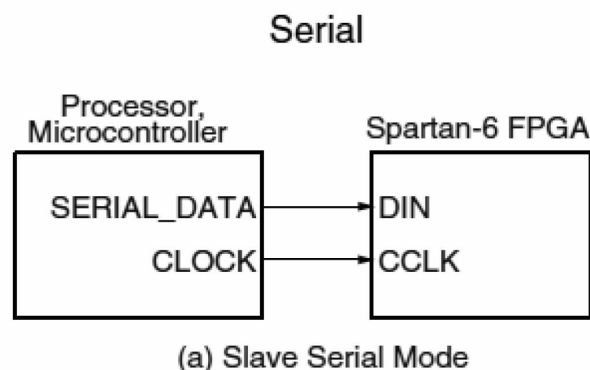 Serial
Processor,
Microcontroller
Spartan-6 FPGA
SERIAL_DATA
DIN
CLOCK
CCLK
(a) Slave Serial Mode